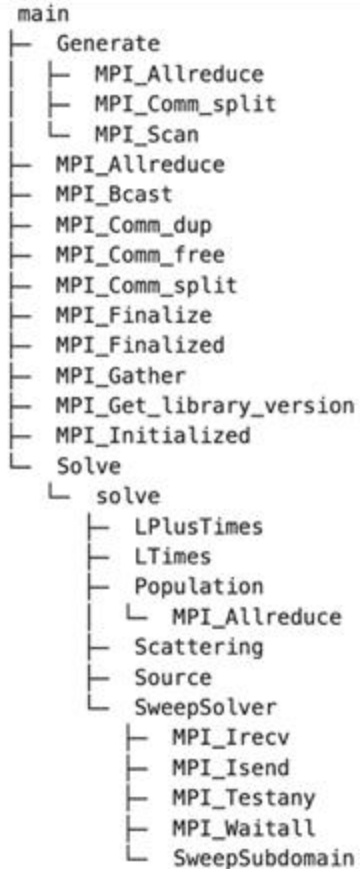 main
├─ Generate
│  ├─ MPI_Allreduce
│  ├─ MPI_Comm_split
│  └─ MPI_Scan
├─ MPI_Allreduce
├─ MPI_Bcast
├─ MPI_Comm_dup
├─ MPI_Comm_free
├─ MPI_Comm_split
├─ MPI_Finalize
├─ MPI_Finalized
├─ MPI_Gather
├─ MPI_Get_library_version
├─ MPI_Initialized
└─ Solve
   └─ solve
      ├─ LPlusTimes
      ├─ LTimes
      ├─ Population
      │  └─ MPI_Allreduce
      ├─ Scattering
      ├─ Source
      └─ SweepSolver
         ├─ MPI_Irecv
         ├─ MPI_Isend
         ├─ MPI_Testany
         ├─ MPI_Waitall
         └─ SweepSubdomain